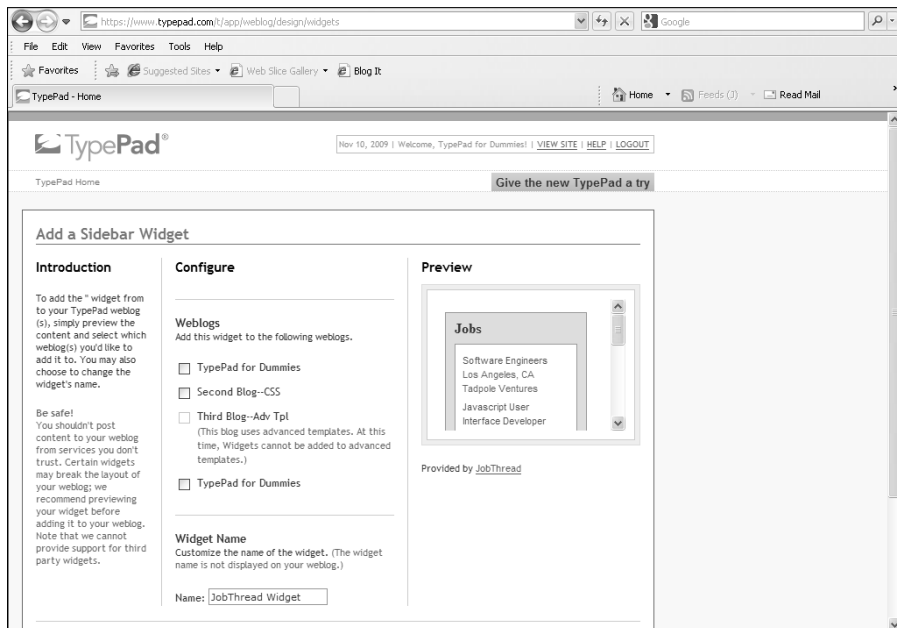 https://www.typepad.com/t/app/weblog/design/widgets
Google
File Edit View Favorites Tools Help
Favorites Suggested Sites Web Slice Gallery Blog It
TypePad - Home
Home Feeds (J) Read Mail
TypePad®
Nov 10, 2009 | Welcome, TypePad for Dummies! | VIEW SITE | HELP | LOGOUT
TypePad Home
Give the new TypePad a try
Add a Sidebar Widget
Introduction
To add the " widget from
to your TypePad weblog
(s), simply preview the
content and select which
weblog(s) you'd like to
add it to. You may also
choose to change the
widget's name.
Be safe!
You shouldn't post
content to your weblog
from services you don't
trust. Certain widgets
may break the layout of
your weblog; we
recommend previewing
your widget before
adding it to your weblog.
Note that we cannot
provide support for third
party widgets.
Configure
Weblogs
Add this widget to the following weblogs.
TypePad for Dummies
Second Blog--CSS
Third Blog--Adv Tpl
(This blog uses advanced templates. At this
time, Widgets cannot be added to advanced
templates.)
TypePad for Dummies
Widget Name
Customize the name of the widget. (The widget
name is not displayed on your weblog.)
Name: JobThread Widget
Preview
Jobs
Software Engineers
Los Angeles, CA
Tadpole Ventures
Javascript User
Interface Developer
Provided by JobThread